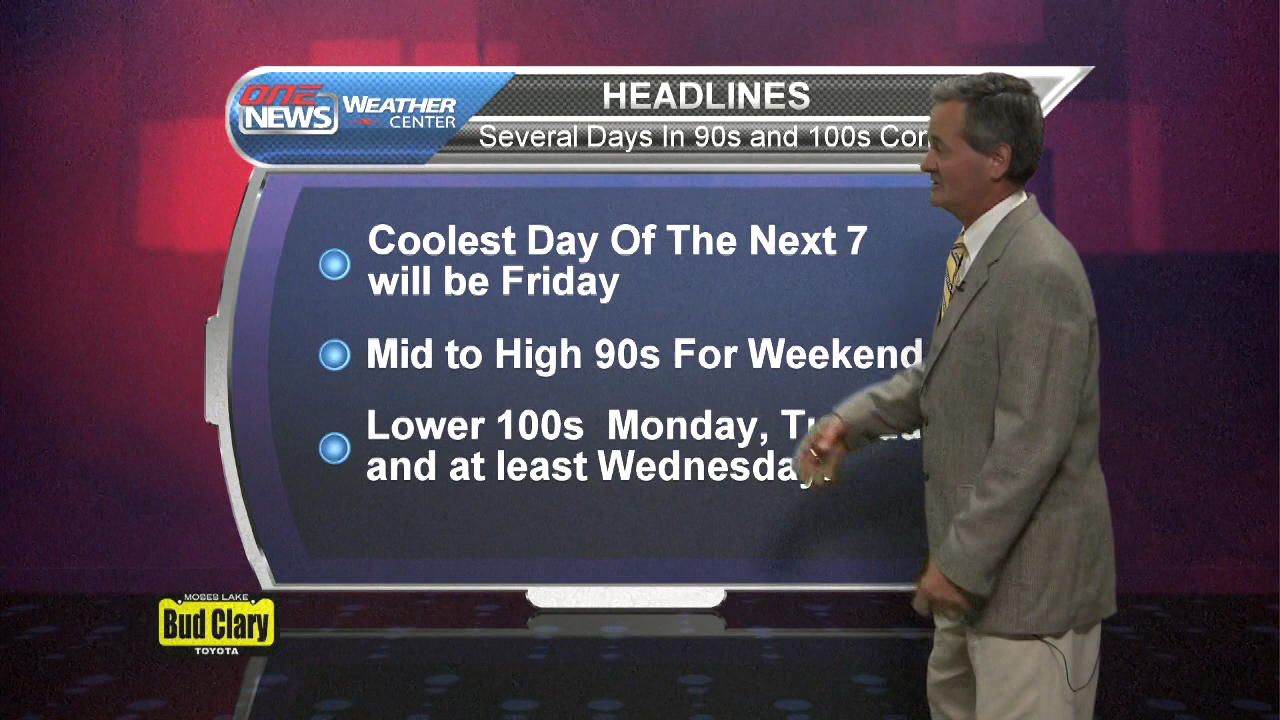 ONE
NEWS
WEATHER
CENTER
HEADLINES
Several Days In 90s and 100s
Coolest Day Of The Next 7
will be Friday
Mid to High 90s For Weekend
Lower 100s Monday,
and at least Wednesday
MOSES LAKE
Bud Clary
TOYOTA